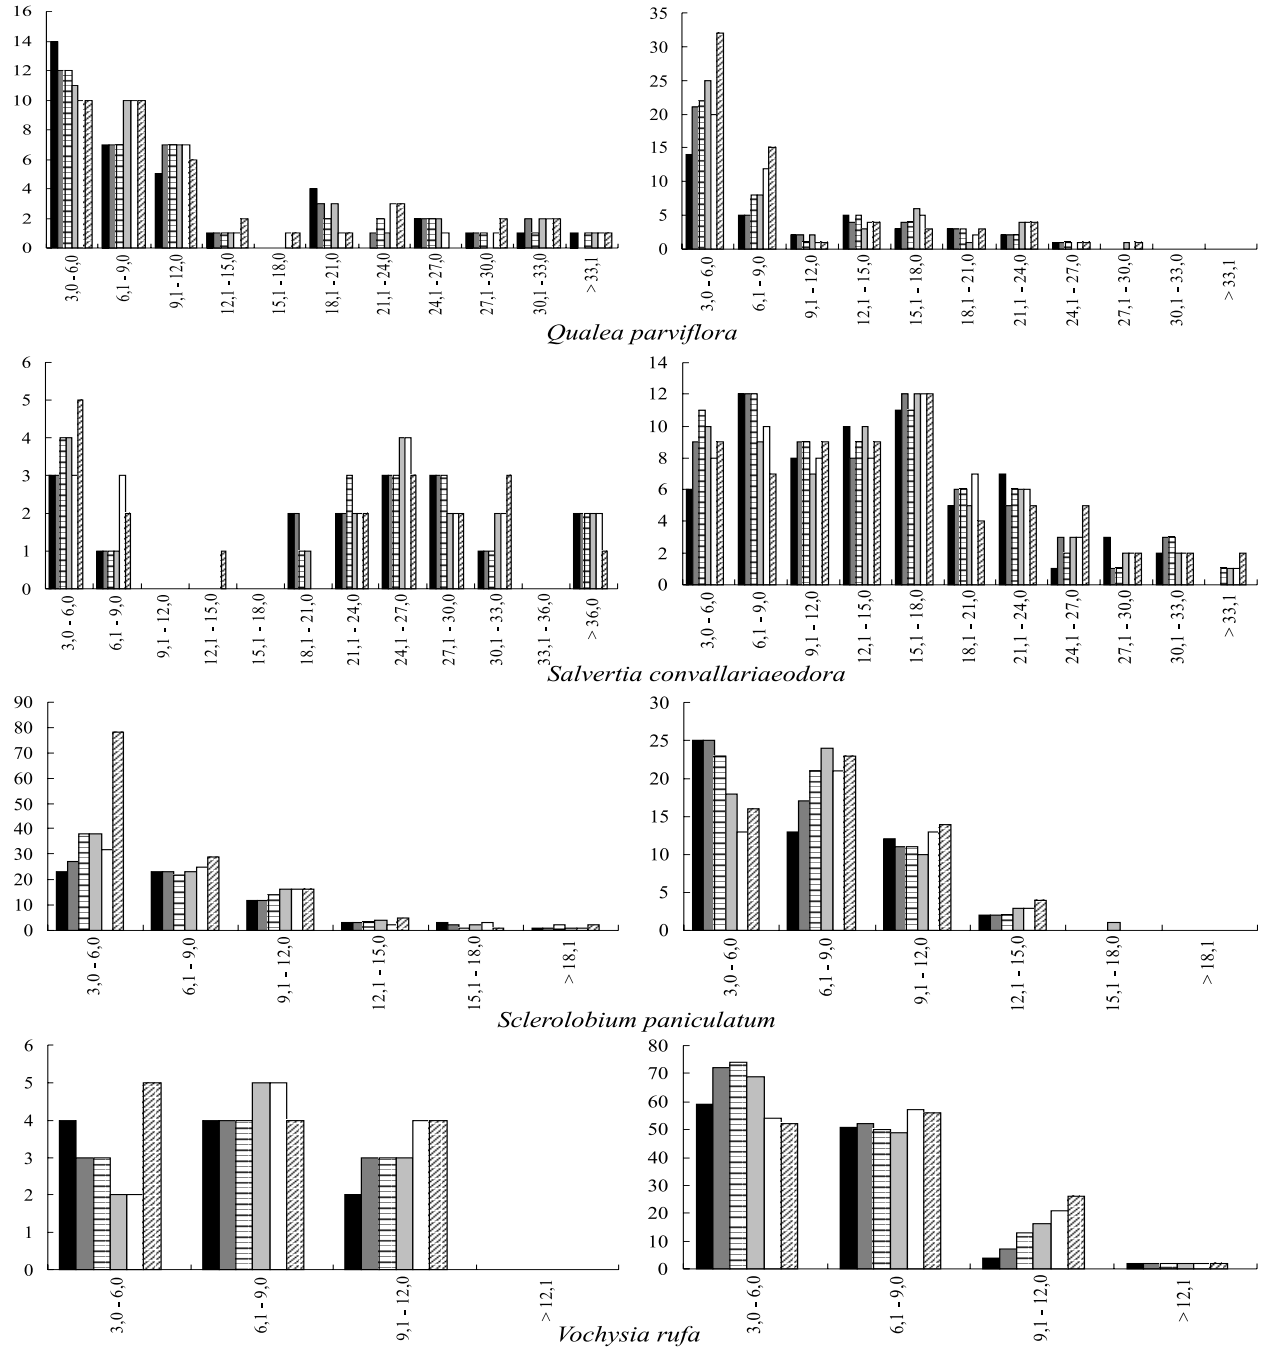 16
14
12
10
8
6
4
2
0
3,0 - 6,0
6,1 - 9,0
9,1 - 12,0
12,1 - 15,0
15,1 - 18,0
18,1 - 21,0
21,1 - 24,0
24,1 - 27,0
27,1 - 30,0
30,1 - 33,0
> 33,1
35
30
25
20
15
10
5
0
3,0 - 6,0
6,1 - 9,0
9,1 - 12,0
12,1 - 15,0
15,1 - 18,0
18,1 - 21,0
21,1 - 24,0
24,1 - 27,0
27,1 - 30,0
30,1 - 33,0
> 33,1
Qualea parviflora
6
5
4
3
2
1
0
3,0 - 6,0
6,1 - 9,0
9,1 - 12,0
12,1 - 15,0
15,1 - 18,0
18,1 - 21,0
21,1 - 24,0
24,1 - 27,0
27,1 - 30,0
30,1 - 33,0
33,1 - 36,0
> 36,0
14
12
10
8
6
4
2
0
3,0 - 6,0
6,1 - 9,0
9,1 - 12,0
12,1 - 15,0
15,1 - 18,0
18,1 - 21,0
21,1 - 24,0
24,1 - 27,0
27,1 - 30,0
30,1 - 33,0
> 33,1
Salvertia convallariaeodora
90
80
70
60
50
40
30
20
10
0
3,0 - 6,0
6,1 - 9,0
9,1 - 12,0
12,1 - 15,0
15,1 - 18,0
> 18,1
30
25
20
15
10
5
0
3,0 - 6,0
6,1 - 9,0
9,1 - 12,0
12,1 - 15,0
15,1 - 18,0
> 18,1
Sclerolobium paniculatum
6
5
4
3
2
1
0
3,0 - 6,0
6,1 - 9,0
9,1 - 12,0
> 12,1
80
70
60
50
40
30
20
10
0
3,0 - 6,0
6,1 - 9,0
9,1 - 12,0
> 12,1
Vochysia rufa